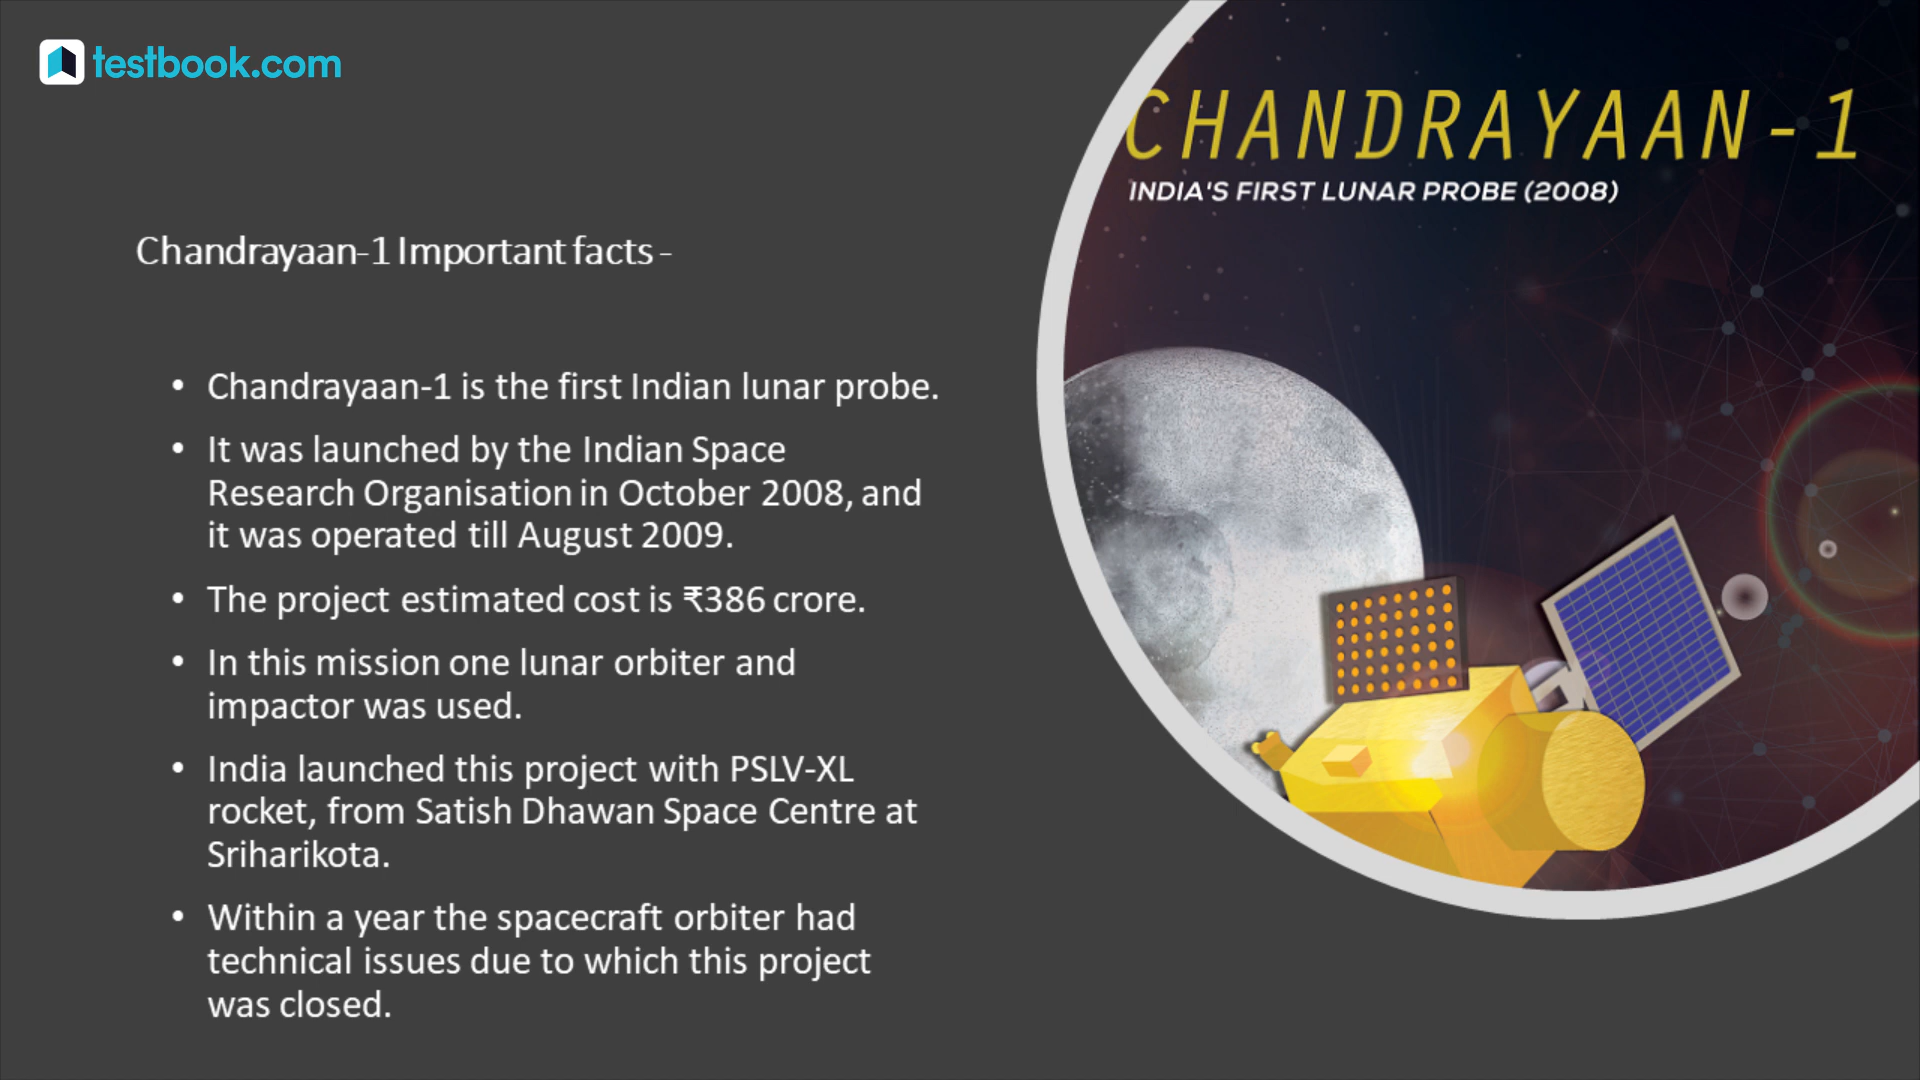 testbook.com
CHANDRAYAAN-1
INDIA'S FIRST LUNAR PROBE (2008)
Chandrayaan-1 Important facts -
• Chandrayaan-1 is the first Indian lunar probe.
• It was launched by the Indian Space
Research Organisation in October 2008, and
it was operated till August 2009.
• The project estimated cost is ₹386 crore.
• In this mission one lunar orbiter and
impactor was used.
• India launched this project with PSLV-XL
rocket, from Satish Dhawan Space Centre at
Sriharikota.
• Within a year the spacecraft orbiter had
technical issues due to which this project
was closed.